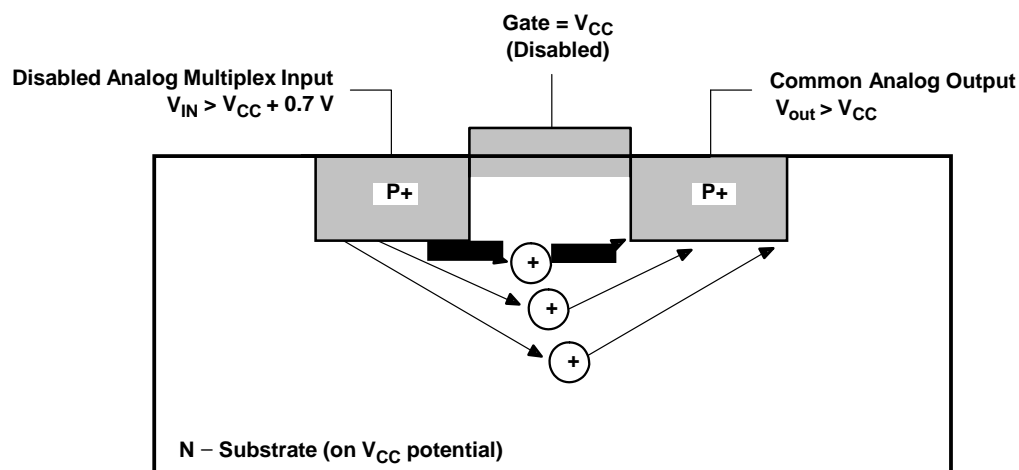 Gate = VCC
(Disabled)
Disabled Analog Multiplex Input
VIN > VCC + 0.7 V
Common Analog Output
Vout > VCC
P+
P+
+
+
+
N − Substrate (on VCC potential)